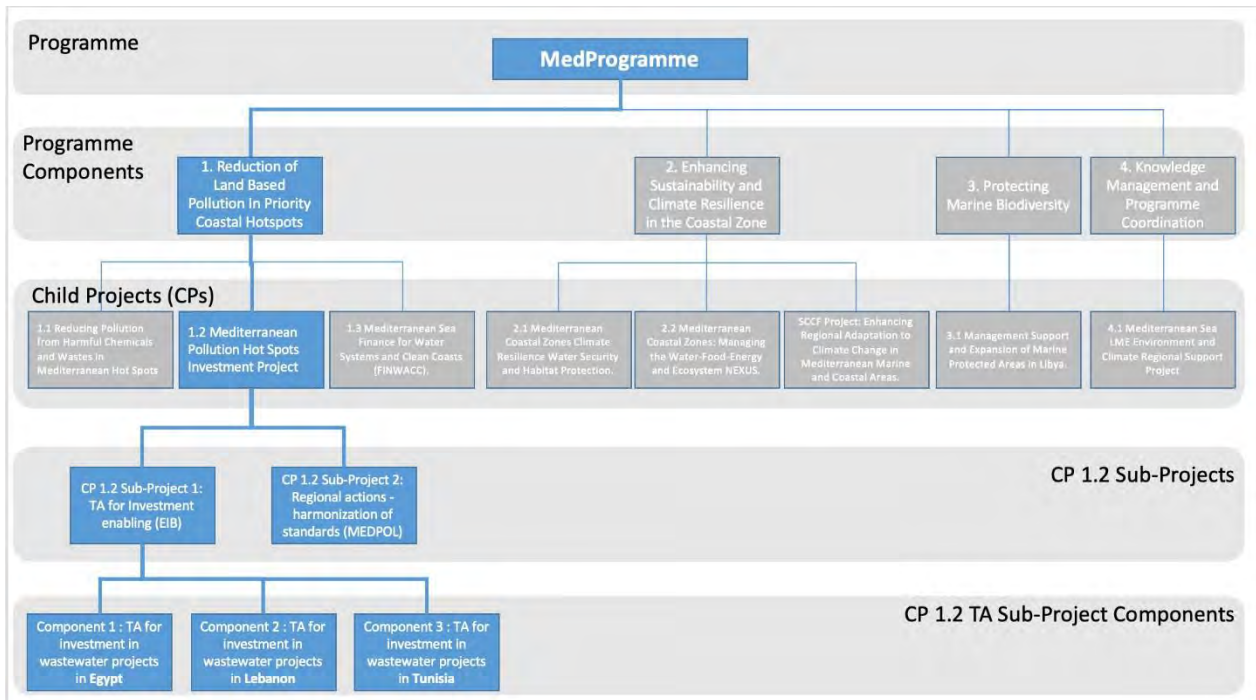 Programme
MedProgramme
Programme
Components
1. Reduction of
Land Based
Pollution In Priority
Coastal Hotspots
2. Enhancing
Sustainability and
Climate Resilience
in the Coastal Zone
3. Protecting
Marine Biodiversity
4. Knowledge
Management and
Programme
Coordination
Child Projects (CPs)
1.1 Reducing Pollution
from Harmful Chemicals
and Wastes in
Mediterranean Hot Spots
1.2 Mediterranean
Pollution Hot Spots
Investment Project
1.3 Mediterranean Sea
Finance for Water
Systems and Clean Coasts
(FINWACC).
2.1 Mediterranean
Coastal Zones Climate
Resilience Water Security
and Habitat Protection.
2.2 Mediterranean
Coastal Zones: Managing
the Water-Food-Energy
and Ecosystem NEXUS.
SCCF Project: Enhancing
Regional Adaptation to
Climate Change in
Mediterranean Marine
and Coastal Areas.
3.1 Management Support
and Expansion of Marine
Protected Areas in Libya.
4.1 Mediterranean Sea
LME Environment and
Climate Regional Support
Project
CP 1.2 Sub-Projects
CP 1.2 Sub-Project 1:
TA for Investment
enabling (EIB)
CP 1.2 Sub-Project 2:
Regional actions -
harmonization of
standards (MEDPOL)
CP 1.2 TA Sub-Project Components
Component 1 : TA for
investment in
wastewater projects
in Egypt
Component 2 : TA for
investment in
wastewater projects
in Lebanon
Component 3 : TA for
investment in
wastewater projects
in Tunisia